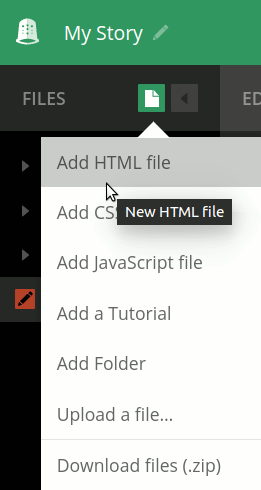 My Story
FILES
ED
Add HTML file
Add CSS
New HTML file
Add JavaScript file
Add a Tutorial
Add Folder
Upload a file...
Download files (.zip)